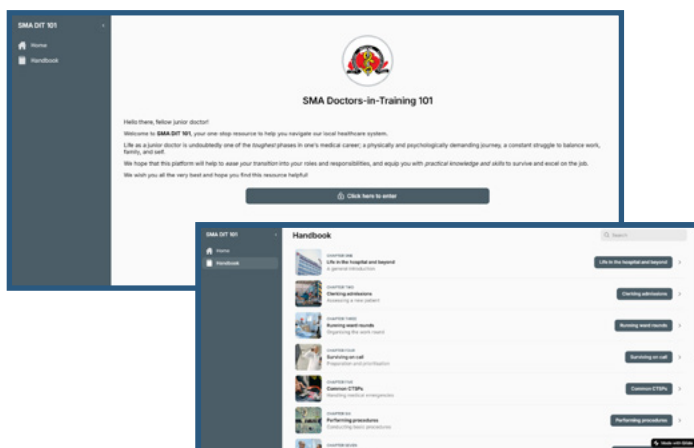 SMA DIT 101
Home
Handbook
SMA Doctors-in-Training 101
Hello there, fellow junior doctor!
Welcome to SMA DIT 101, your one stop resource to help you navigate our local healthcare system.
Life as a junior doctor is undoubtedly one of the toughest phases in one's medical career; a physically and psychologically demanding journey, a constant struggle to balance work,
family, and self.
We hope that this platform will help to ease your transition into your roles and responsibilities, and equip you with practical knowledge and skills to survive and excel on the job.
We wish you all the very best and hope you find this resource helpful!
Click here to enter
SMA DIT 101
Home
Handbook
Handbook
Search
CHAPTER ONE
Life in the hospital and beyond
A general introduction
Life in the hospital and beyond
CHAPTER TWO
Clerking admissions
Assessing a new patient
Clerking admissions
CHAPTER THREE
Running ward rounds
Organising the work round
Running ward rounds
CHAPTER FOUR
Surviving on call
Preparation and prioritisation
Surviving on call
CHAPTER FIVE
Common CTSPs
Handling medical emergencies
Common CTSPs
CHAPTER SIX
Performing procedures
Conducting basic procedures
Performing procedures
CHAPTER SEVEN
Made with Glide